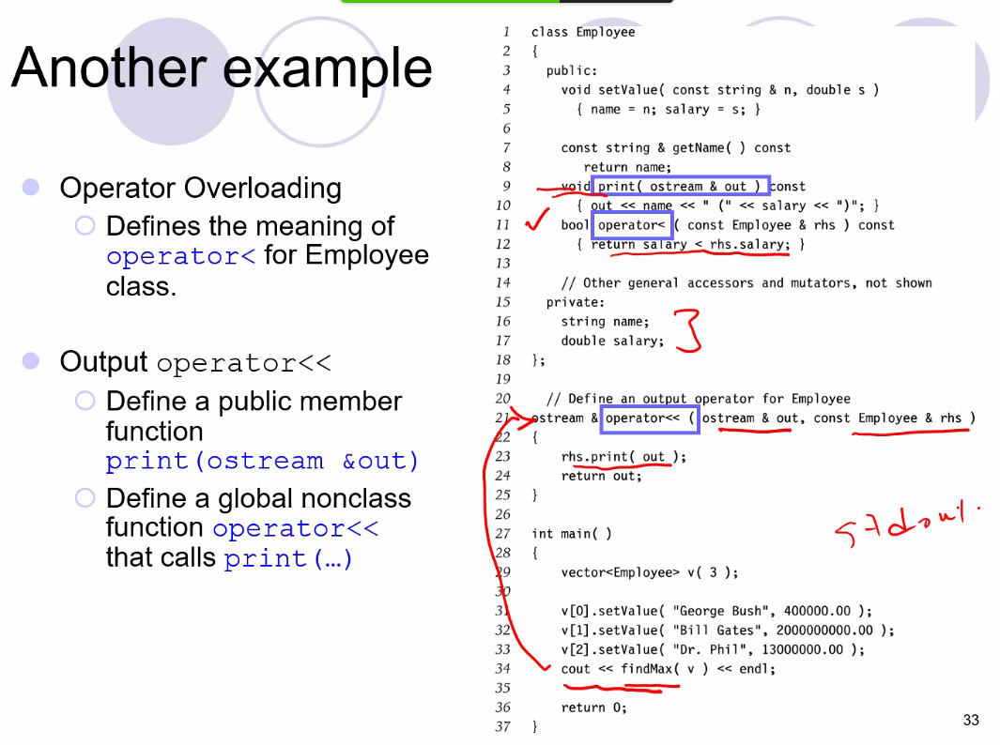 Another example
Operator Overloading
Defines the meaning of
operator< for Employee
class.
Output operator<<
Define a public member
function
print(ostream &out)
Define a global nonclass
function operator<<
that calls print(…)
1 class Employee
2 {
3 public:
4 void setValue( const string & n, double s )
5 { name = n; salary = s; }
6
7 const string & getName( ) const
8 return name;
9 void print( ostream & out ) const
10 { out << name << " (" << salary << ")"; }
11 bool operator< ( const Employee & rhs ) const
12 { return salary < rhs.salary; }
13
14 // Other general accessors and mutators, not shown
15 private:
16 string name;
17 double salary;
18 };
19
20 // Define an output operator for Employee
21 ostream & operator<< ( ostream & out, const Employee & rhs )
22 {
23 rhs.print( out );
24 return out;
25 }
26
27 int main( )
28 {
29 vector<Employee> v( 3 );
30
31 v[0].setValue( "George Bush", 400000.00 );
32 v[1].setValue( "Bill Gates", 2000000000.00 );
33 v[2].setValue( "Dr. Phil", 13000000.00 );
34 cout << findMax( v ) << endl;
35
36 return 0;
37 }
stdout.
33